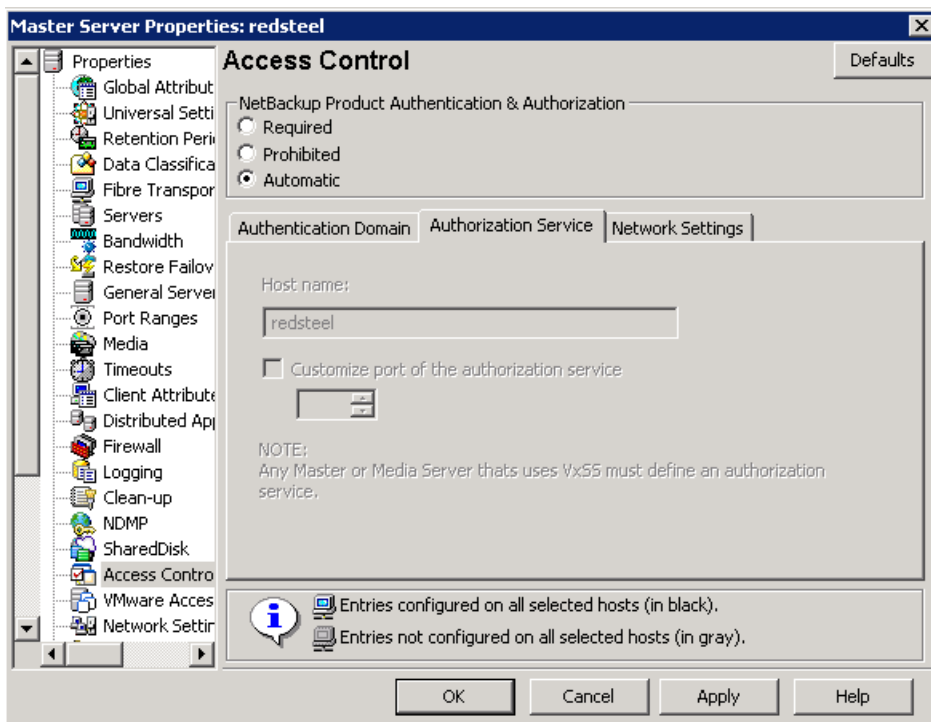 Master Server Properties: redsteel
Properties
Global Attribut
Universal Setti
Retention Peri
Data Classifica
Fibre Transpor
Servers
Bandwidth
Restore Failov
General Server
Port Ranges
Media
Timeouts
Client Attribute
Distributed App
Firewall
Logging
Clean-up
NDMP
SharedDisk
Access Contro
VMware Acces
Network Settin
Access Control
Defaults
NetBackup Product Authentication & Authorization
Required
Prohibited
Automatic
Authentication Domain
Authorization Service
Network Settings
Host name:
redsteel
Customize port of the authorization service
NOTE:
Any Master or Media Server thats uses VxSS must define an authorization
service.
Entries configured on all selected hosts (in black).
Entries not configured on all selected hosts (in gray).
OK
Cancel
Apply
Help